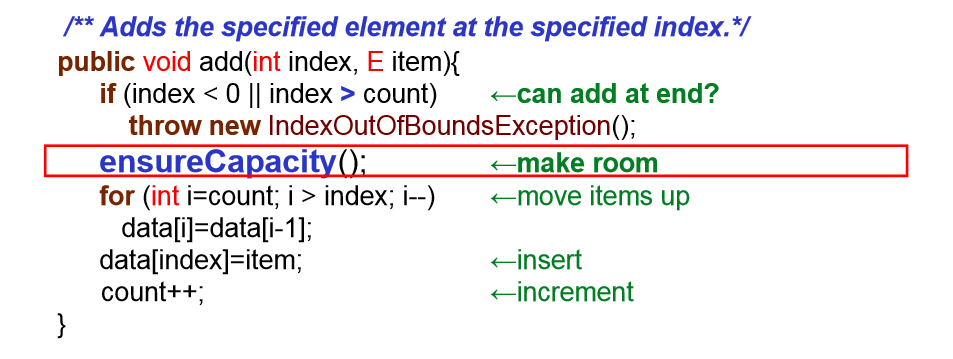 /** Adds the specified element at the specified index.*/
public void add(int index, E item){
if (index < 0 || index > count) ←can add at end?
throw new IndexOutOfBoundsException();
ensureCapacity(); ←make room
for (int i=count; i > index; i--) ←move items up
data[i]=data[i-1];
data[index]=item; ←insert
count++; ←increment
}